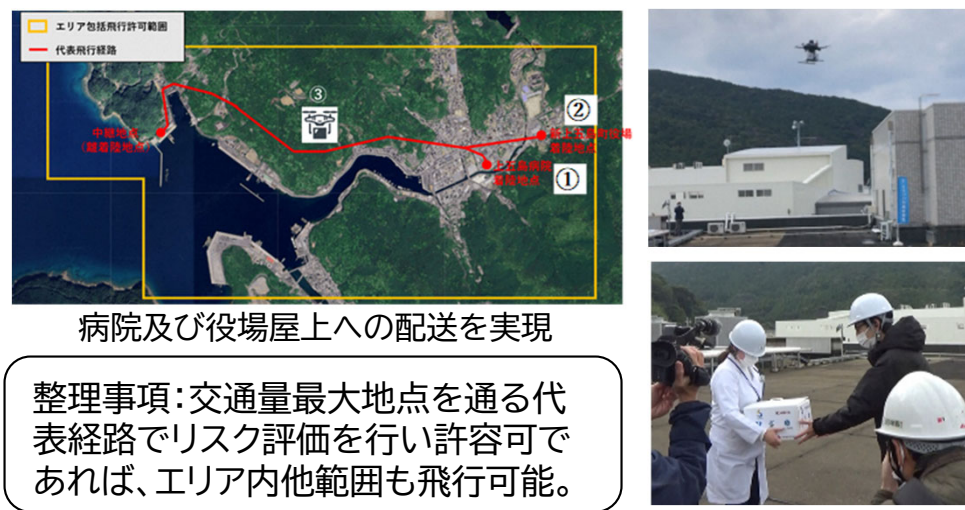 エリア包括飛行許可範囲
代表飛行経路
③
②
中継地点
(離着陸地点)
新上五島町役場
着陸地点
上五島病院
着陸地点
①
病院及び役場屋上への配送を実現
整理事項：交通量最大地点を通る代
表経路でリスク評価を行い許容可で
あれば、エリア内他範囲も飛行可能。